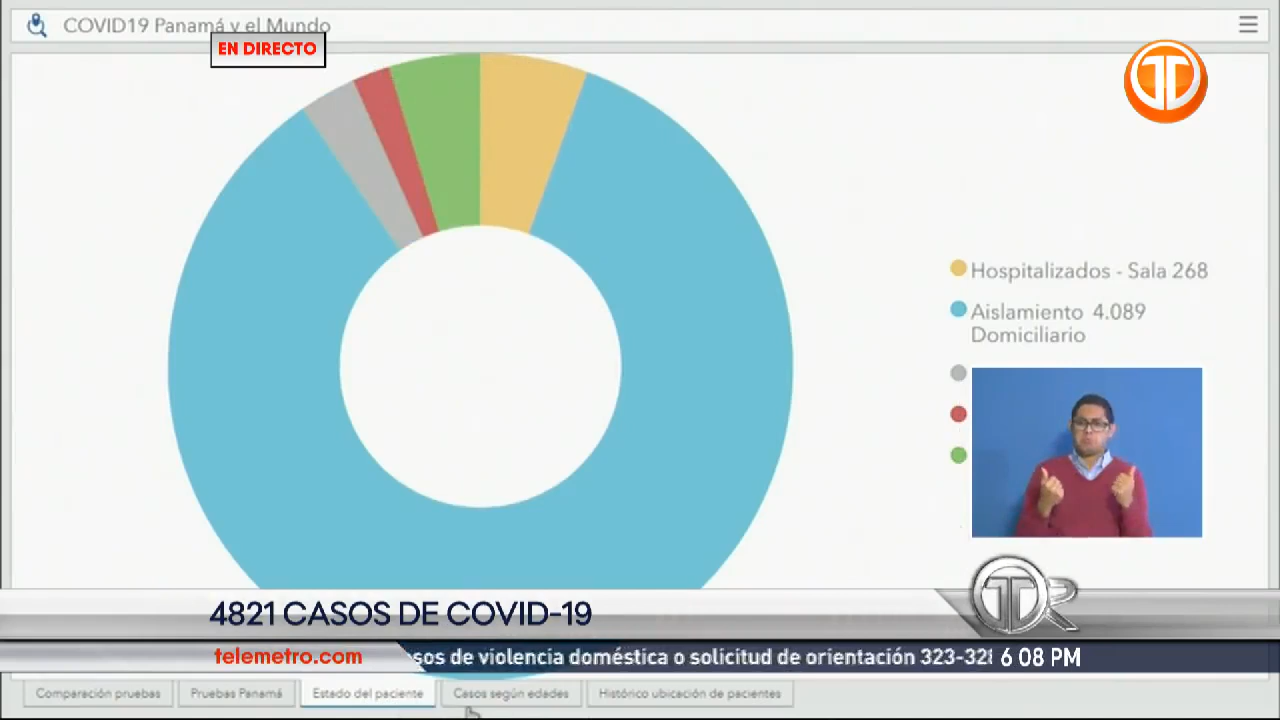 COVID19 Panamá y el Mundo
EN DIRECTO
Hospitalizados - Sala 268
Aislamiento 4.089
Domiciliario
4821 CASOS DE COVID-19
telemetro.com
sos de violencia doméstica o solicitud de orientación 323-328
6 08 PM
Comparación pruebas
Pruebas Panamá
Estado del paciente
Casos según edades
Histórico ubicación de pacientes